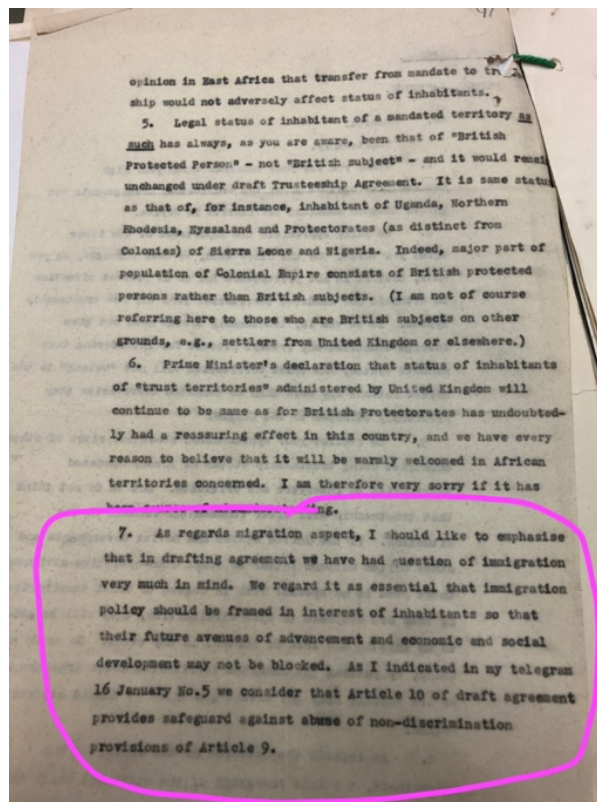 opinion in East Africa that transfer from mandate to
ship would not adversely affect status of inhabitants.
5. Legal status of inhabitant of a mandated territory as
such has always, as you are aware, been that of "British
Protected Person" - not "British subject" - and it would remain
unchanged under draft Trusteeship Agreement. It is same status
as that of, for instance, inhabitant of Uganda, Northern
Rhodesia, Nyasaland and Protectorates (as distinct from
Colonies) of Sierra Leone and Nigeria. Indeed, major part of
population of Colonial Empire consists of British protected
persons rather than British subjects. (I am not of course
referring here to those who are British subjects on other
grounds, e.g., settlers from United Kingdom or elsewhere.)
6. Prime Minister's declaration that status of inhabitants
of "trust territories" administered by United Kingdom will
continue to be same as for British Protectorates has undoubted-
ly had a reassuring effect in this country, and we have every
reason to believe that it will be warmly welcomed in African
territories concerned. I am therefore very sorry if it has
7. As regards migration aspect, I should like to emphasise
that in drafting agreement we have had question of immigration
very much in mind. We regard it as essential that immigration
policy should be framed in interest of inhabitants so that
their future avenues of advancement and economic and social
development may not be blocked. As I indicated in my telegram
16 January No.5 we consider that Article 10 of draft agreement
provides safeguard against abuse of non-discrimination
provisions of Article 9.